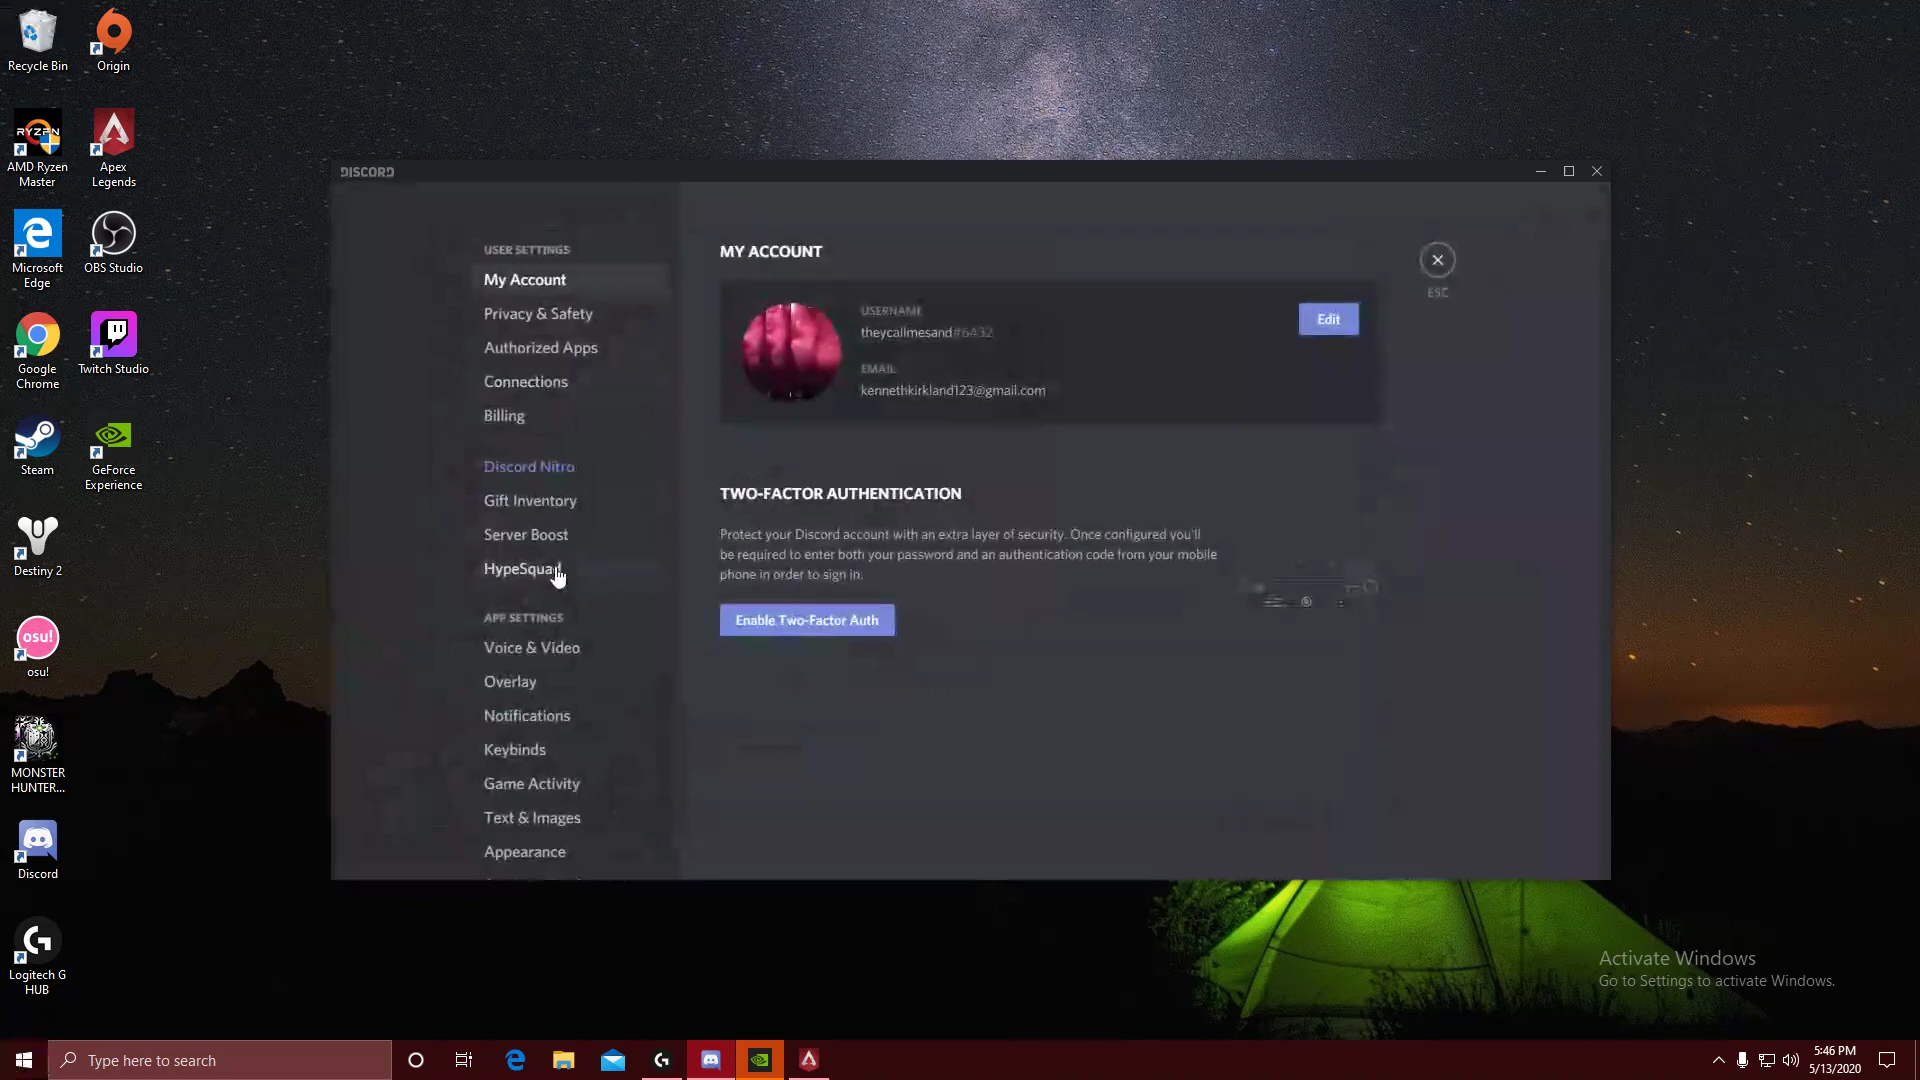 Recycle Bin
Origin
RYZEN
AMD Ryzen
Master
Apex
Legends
Microsoft
Edge
OBS Studio
Google
Chrome
Twitch Studio
Steam
GeForce
Experience
Destiny 2
osu!
osu!
MONSTER
HUNTER...
Discord
Logitech G
HUB
DISCORD
USER SETTINGS
My Account
Privacy & Safety
Authorized Apps
Connections
Billing
Discord Nitro
Gift Inventory
Server Boost
HypeSquad
APP SETTINGS
Voice & Video
Overlay
Notifications
Keybinds
Game Activity
Text & Images
Appearance
MY ACCOUNT
USERNAME
theycallmesand#6432
EMAIL
kennethkirkland123@gmail.com
Edit
ESC
TWO-FACTOR AUTHENTICATION
Protect your Discord account with an extra layer of security. Once configured you'll
be required to enter both your password and an authentication code from your mobile
phone in order to sign in.
Enable Two-Factor Auth
Activate Windows
Go to Settings to activate Windows.
Type here to search
5:46 PM
5/13/2020